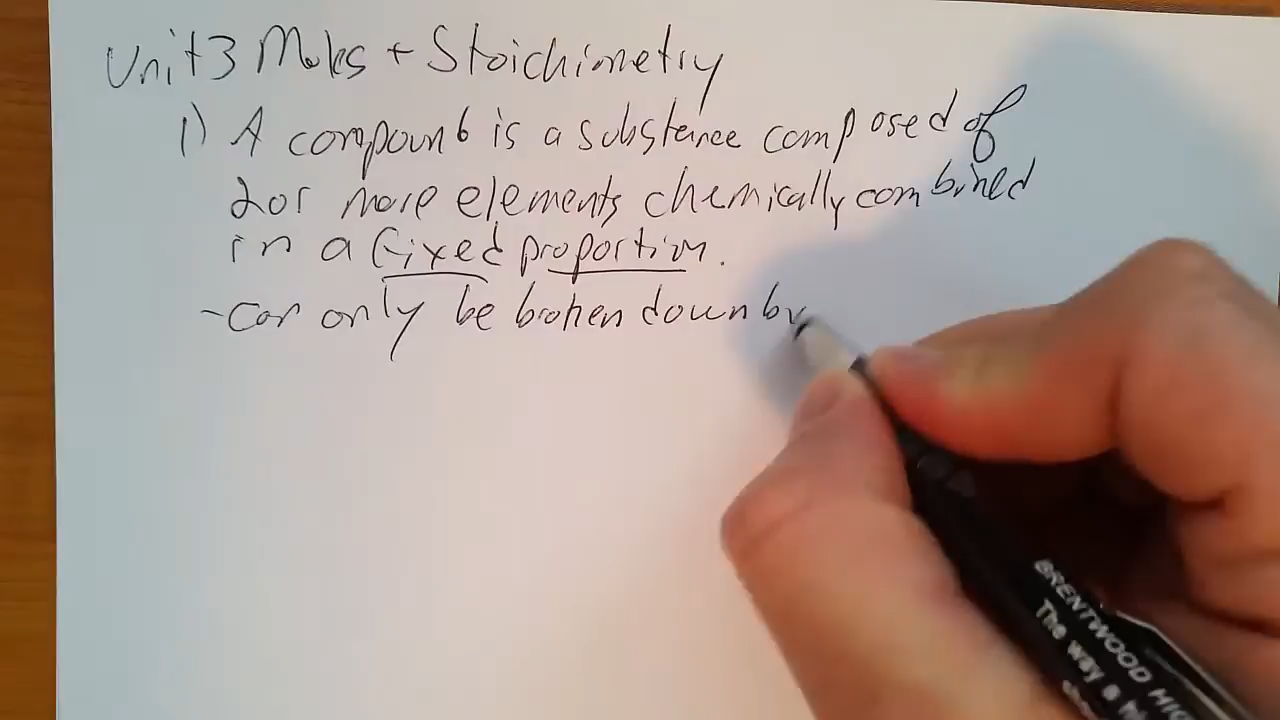 Unit 3 Moles + Stoichimetry
1) A compound is a substance composed of
2 or more elements chemically combined
in a fixed proportion.
- can only be broken down by
BRENTWOOD
The way a